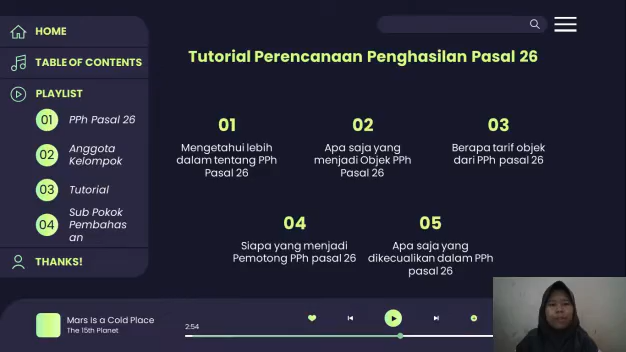 HOME
TABLE OF CONTENTS
PLAYLIST
01
PPh Pasal 26
02
Anggota
Kelompok
03
Tutorial
04
Sub Pokok
Pembahas
an
THANKS!
Tutorial Perencanaan Penghasilan Pasal 26
01
Mengetahui lebih
dalam tentang PPh
Pasal 26
02
Apa saja yang
menjadi Objek PPh
Pasal 26
03
Berapa tarif objek
dari PPh pasal 26
04
Siapa yang menjadi
Pemotong PPh pasal 26
05
Apa saja yang
dikecualikan dalam PPh
pasal 26
Mars Is a Cold Place
The 15th Planet
2:54